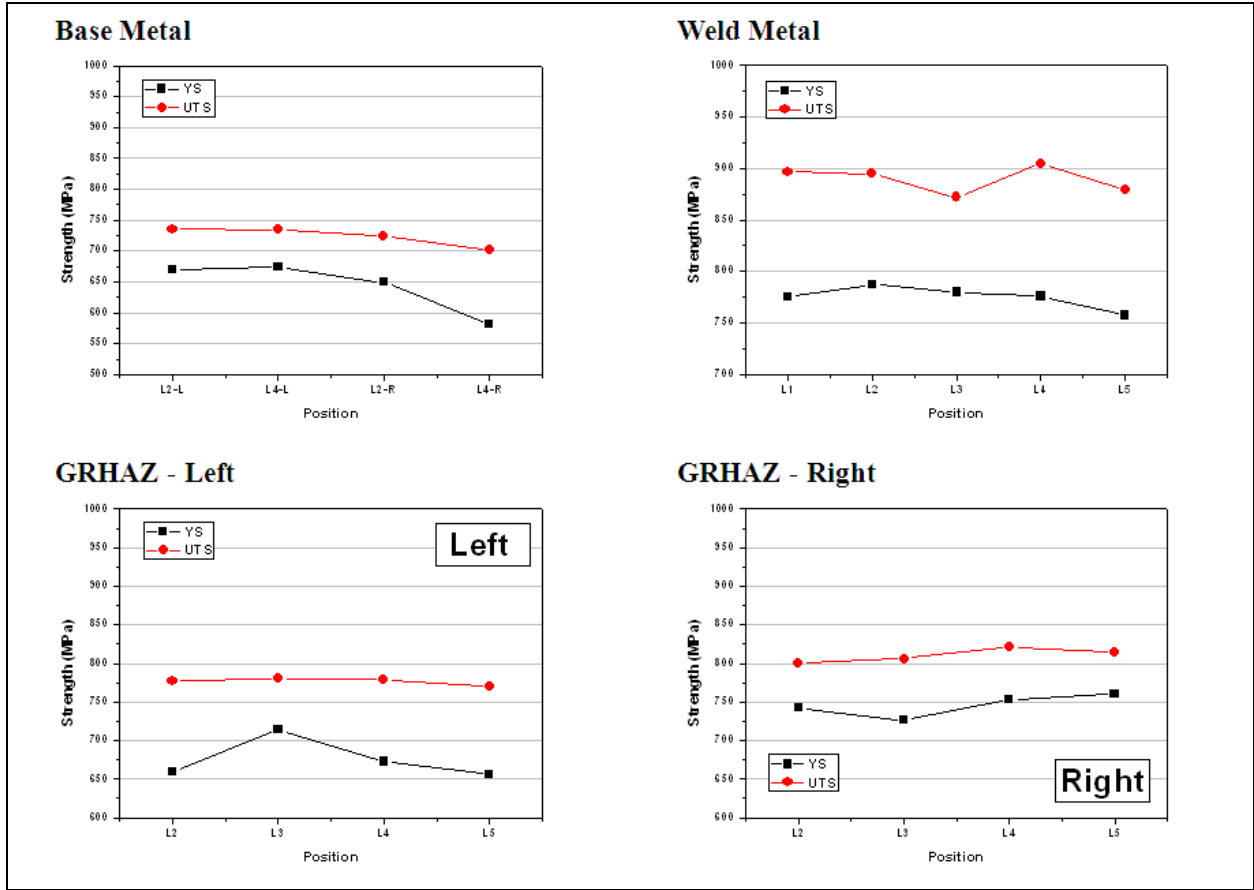 Base Metal
1000
950
900
850
800
750
700
650
600
550
500
YS
UTS
Strength (MPa)
L2-L
L4-L
L2-R
L4-R
Position
Weld Metal
1000
950
900
850
800
750
700
YS
UTS
Strength (MPa)
L1
L2
L3
L4
L5
Position
GRHAZ - Left
1000
950
900
850
800
750
700
650
600
YS
UTS
Left
Strength (MPa)
L2
L3
L4
L5
Position
GRHAZ - Right
1000
950
900
850
800
750
700
650
600
Strength (MPa)
YS
UTS
Right
L2
L3
L4
L5
Position